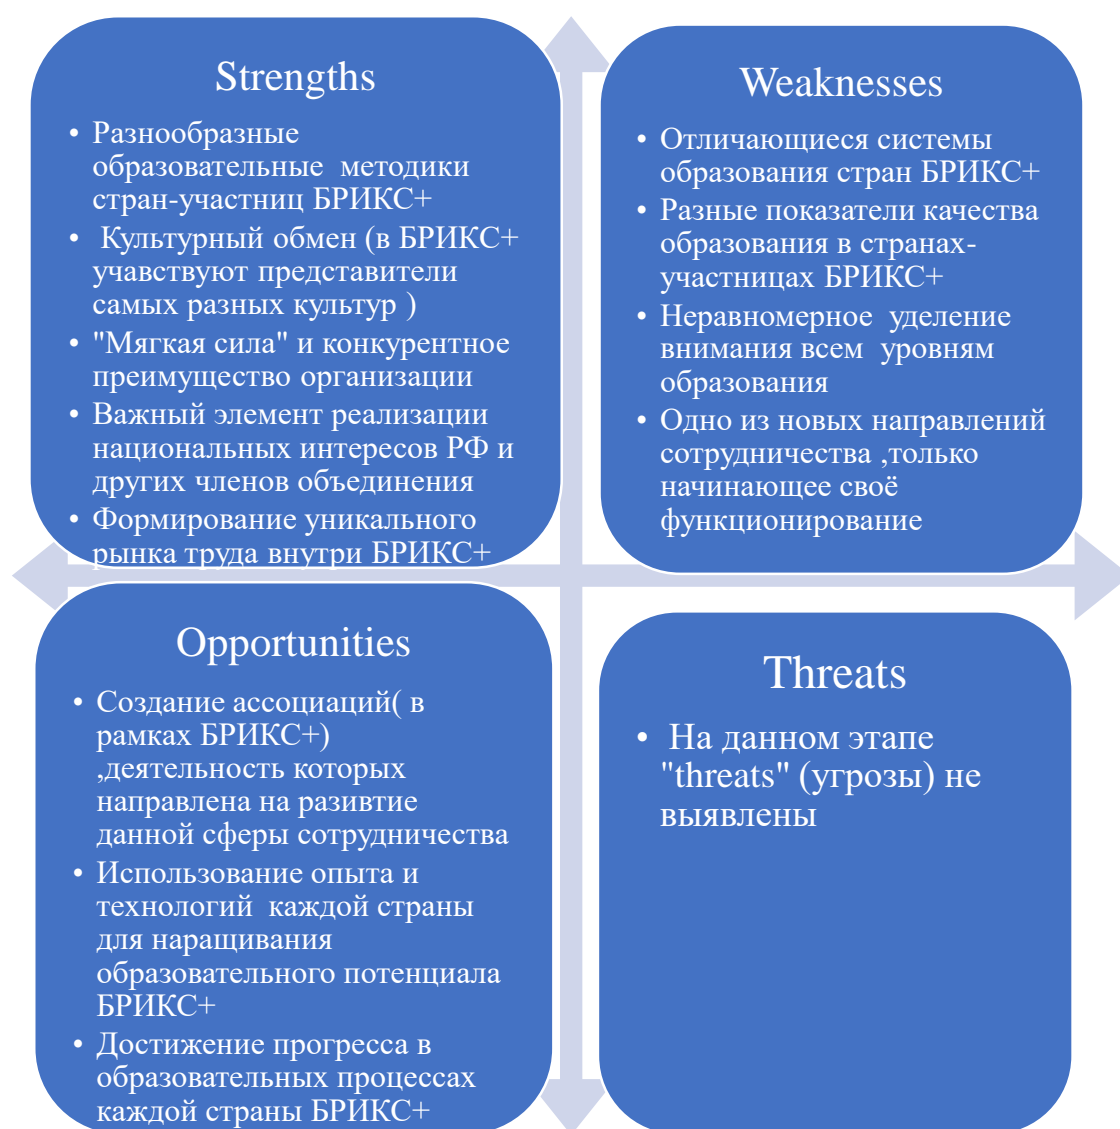 Strengths
• Разнообразные
образовательные методики
стран-участниц БРИКС+
• Культурный обмен (в БРИКС+
учавствуют представители
самых разных культур )
• "Мягкая сила" и конкурентное
преимущество организации
• Важный элемент реализации
национальных интересов РФ и
других членов объединения
• Формирование уникального
рынка труда внутри БРИКС+
Weaknesses
• Отличающиеся системы
образования стран БРИКС+
• Разные показатели качества
образования в странах-
участницах БРИКС+
• Неравномерное уделение
внимания всем уровням
образования
• Одно из новых направлений
сотрудничества ,только
начинающее своё
функционирование
Opportunities
• Создание ассоциаций( в
рамках БРИКС+)
,деятельность которых
направлена на разивтие
данной сферы сотрудничества
• Использование опыта и
технологий каждой страны
для наращивания
образовательного потенциала
БРИКС+
• Достижение прогресса в
образовательных процессах
каждой страны БРИКС+
Threats
• На данном этапе
"threats" (угрозы) не
выявлены